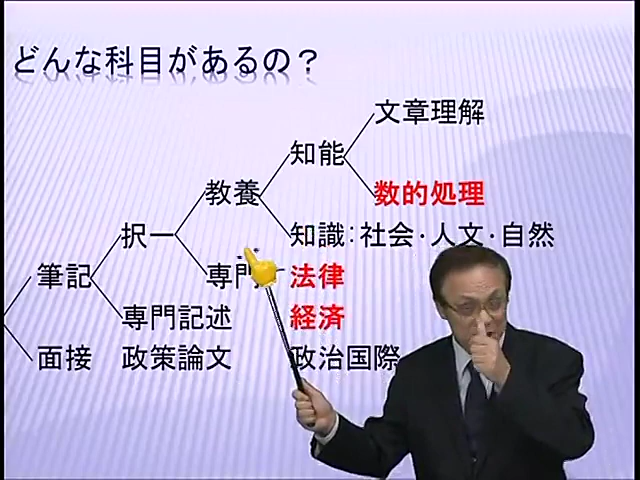 どんな科目があるの？
文章理解
知能
数的処理
教養
択一
知識：社会・人文・自然
筆記
専門
法律
専門記述
経済
面接
政策論文
政治国際